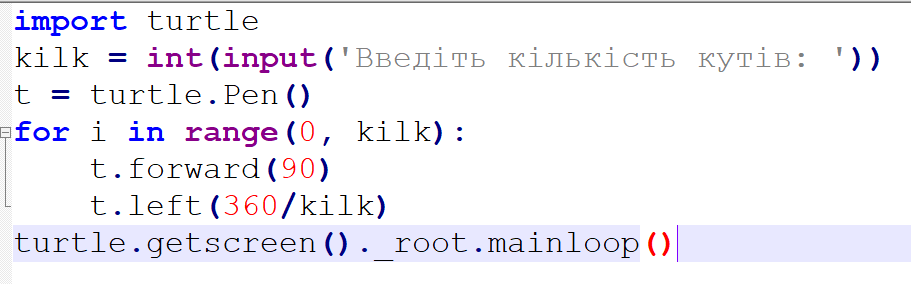 import turtle
kilk = int(input('Введіть кількість кутів: '))
t = turtle.Pen()
for i in range(0, kilk):
    t.forward(90)
    t.left(360/kilk)
turtle.getscreen()._root.mainloop()